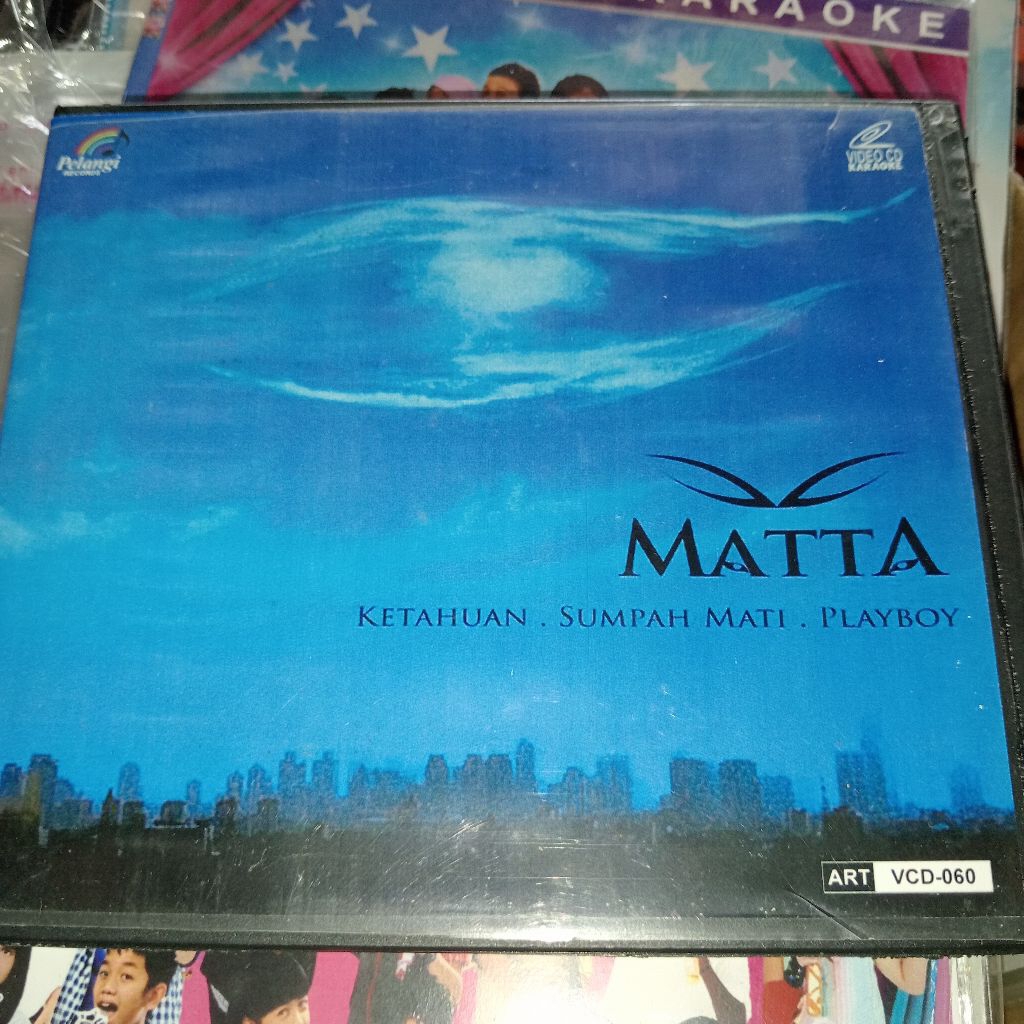 KARAOKE
Pelangi
RECORDS
VIDEO CD
KARAOKE
MATTA
KETAHUAN . SUMPAH MATI . PLAYBOY
ART VCD-060